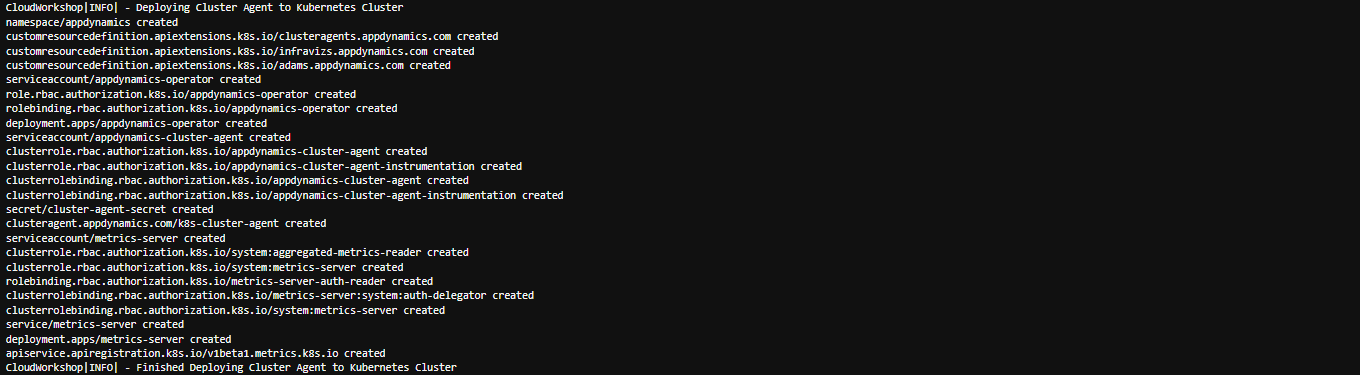 CloudWorkshop|INFO| - Deploying Cluster Agent to Kubernetes Cluster
namespace/appdynamics created
customresourcedefinition.apiextensions.k8s.io/clusteragents.appdynamics.com created
customresourcedefinition.apiextensions.k8s.io/infravizs.appdynamics.com created
customresourcedefinition.apiextensions.k8s.io/adams.appdynamics.com created
serviceaccount/appdynamics-operator created
role.rbac.authorization.k8s.io/appdynamics-operator created
rolebinding.rbac.authorization.k8s.io/appdynamics-operator created
deployment.apps/appdynamics-operator created
serviceaccount/appdynamics-cluster-agent created
clusterrole.rbac.authorization.k8s.io/appdynamics-cluster-agent created
clusterrole.rbac.authorization.k8s.io/appdynamics-cluster-agent-instrumentation created
clusterrolebinding.rbac.authorization.k8s.io/appdynamics-cluster-agent created
clusterrolebinding.rbac.authorization.k8s.io/appdynamics-cluster-agent-instrumentation created
secret/cluster-agent-secret created
clusteragent.appdynamics.com/k8s-cluster-agent created
serviceaccount/metrics-server created
clusterrole.rbac.authorization.k8s.io/system:aggregated-metrics-reader created
clusterrole.rbac.authorization.k8s.io/system:metrics-server created
rolebinding.rbac.authorization.k8s.io/metrics-server-auth-reader created
clusterrolebinding.rbac.authorization.k8s.io/metrics-server:system:auth-delegator created
clusterrolebinding.rbac.authorization.k8s.io/system:metrics-server created
service/metrics-server created
deployment.apps/metrics-server created
apiservice.apiregistration.k8s.io/v1beta1.metrics.k8s.io created
CloudWorkshop|INFO| - Finished Deploying Cluster Agent to Kubernetes Cluster